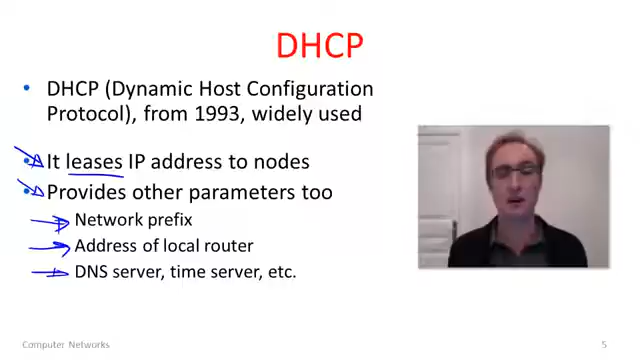 DHCP
• DHCP (Dynamic Host Configuration
Protocol), from 1993, widely used
• It leases IP address to nodes
• Provides other parameters too
Network prefix
Address of local router
DNS server, time server, etc.
Computer Networks
5